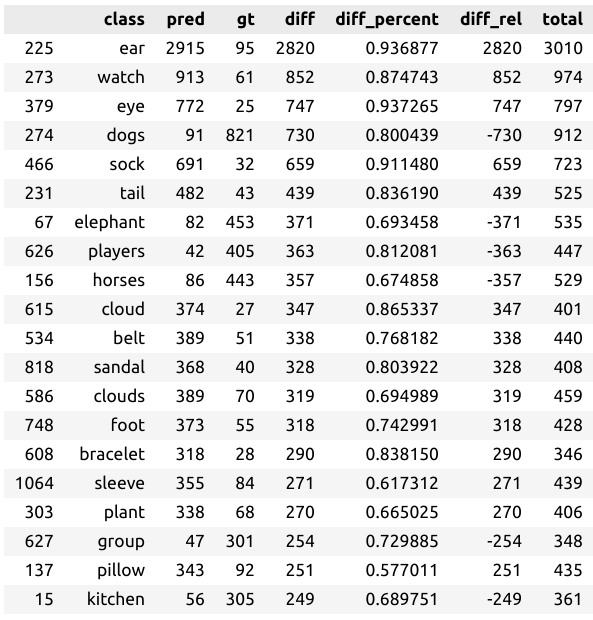 class pred gt diff diff_percent diff_rel total
225 ear 2915 95 2820 0.936877 2820 3010
273 watch 913 61 852 0.874743 852 974
379 eye 772 25 747 0.937265 747 797
274 dogs 91 821 730 0.800439 -730 912
466 sock 691 32 659 0.911480 659 723
231 tail 482 43 439 0.836190 439 525
67 elephant 82 453 371 0.693458 -371 535
626 players 42 405 363 0.812081 -363 447
156 horses 86 443 357 0.674858 -357 529
615 cloud 374 27 347 0.865337 347 401
534 belt 389 51 338 0.768182 338 440
818 sandal 368 40 328 0.803922 328 408
586 clouds 389 70 319 0.694989 319 459
748 foot 373 55 318 0.742991 318 428
608 bracelet 318 28 290 0.838150 290 346
1064 sleeve 355 84 271 0.617312 271 439
303 plant 338 68 270 0.665025 270 406
627 group 47 301 254 0.729885 -254 348
137 pillow 343 92 251 0.577011 251 435
15 kitchen 56 305 249 0.689751 -249 361